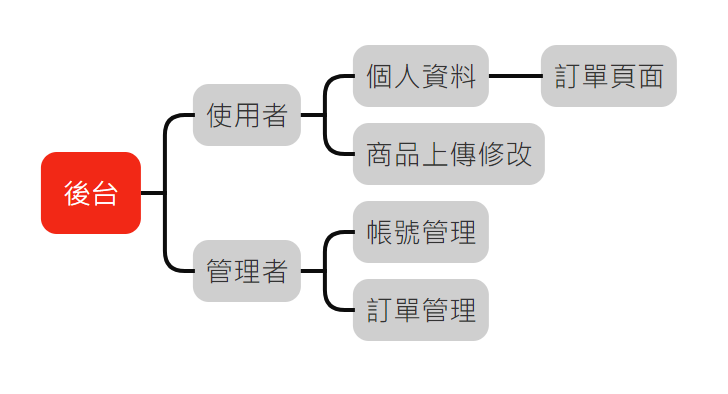 個人資料
訂單頁面
使用者
商品上傳修改
後台
帳號管理
管理者
訂單管理